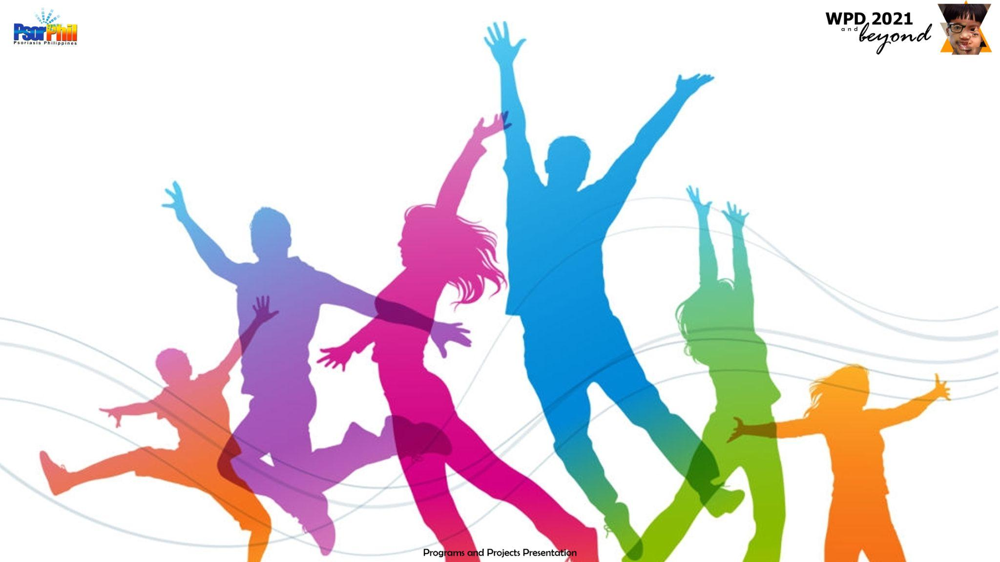 PsorPhil
Psoriasis Philippines
WPD 2021
and
beyond
Programs and Projects Presentation